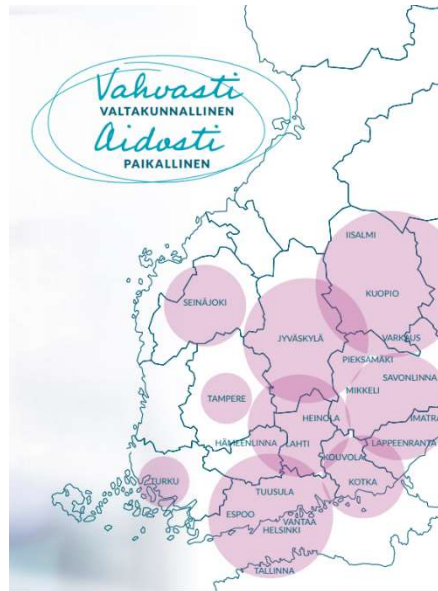 Vahvasti
VALTAKUNNALLINEN
Aidosti
PAIKALLINEN
IISALMI
KUOPIO
SEINÄJOKI
JYVÄSKYLÄ
VARKAUS
PIEKSAMÄKI
SAVONLINNA
MIKKELI
TAMPERE
HEINOLA
IMATRA
HÄMEENLINNA
LAHTI
LAPPEENRANTA
KOUVOLA
TURKU
KOTKA
TUUSULA
ESPOO
VANTAA
HELSINKI
TALLINNA